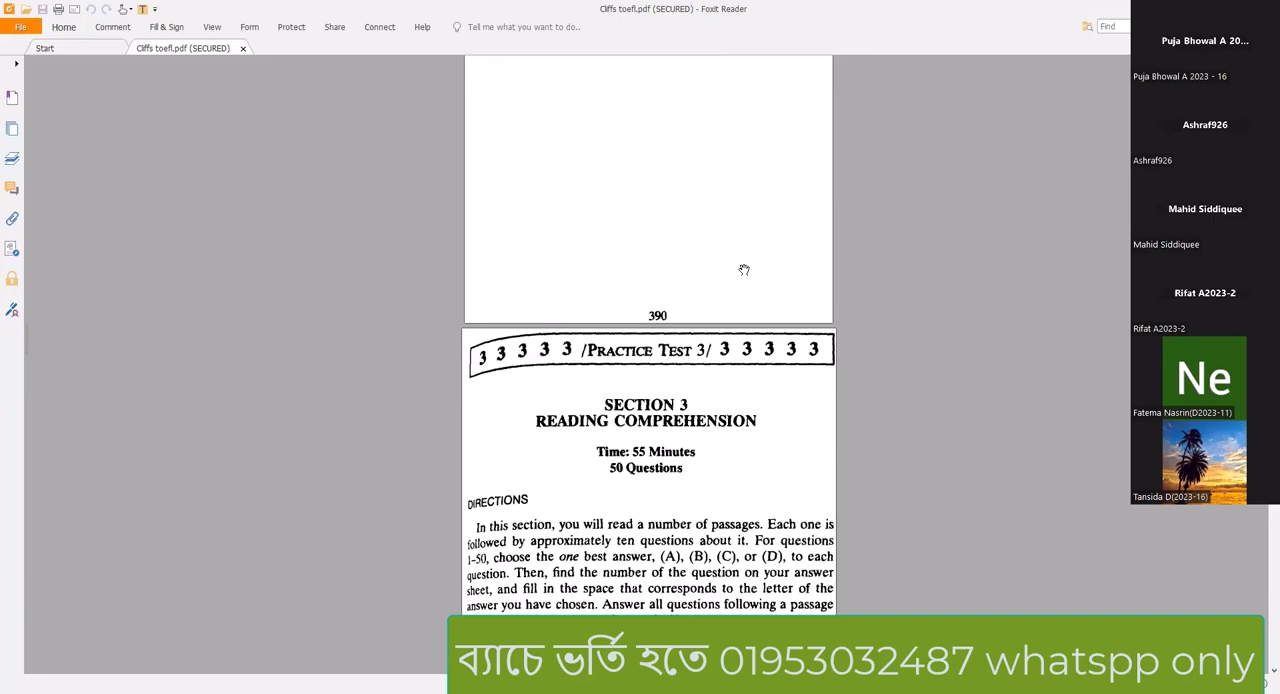 Cliffs toefl.pdf (SECURED) - Foxit Reader
File Home Comment Fill & Sign View Form Protect Share Connect Help Tell me what you want to do.. Find
Start Cliffs toefl.pdf (SECURED)
390
3 3 3 3 3 /PRACTICE TEST 3/ 3 3 3 3 3
SECTION 3
READING COMPREHENSION
Time: 55 Minutes
50 Questions
DIRECTIONS
In this section, you will read a number of passages. Each one is
followed by approximately ten questions about it. For questions
1-50, choose the one best answer, (A), (B), (C), or (D), to each
question. Then, find the number of the question on your answer
sheet, and fill in the space that corresponds to the letter of the
answer you have chosen. Answer all questions following a passage
Puja Bhowal A 20...
Puja Bhowal A 2023 - 16
Ashraf926
Ashraf926
Mahid Siddiquee
Mahid Siddiquee
Rifat A2023-2
Rifat A2023-2
Ne
Fatema Nasrin(D2023-11)
Tansida D(2023-16)
ব্যাচে ভর্তি হতে 01953032487 whatspp only